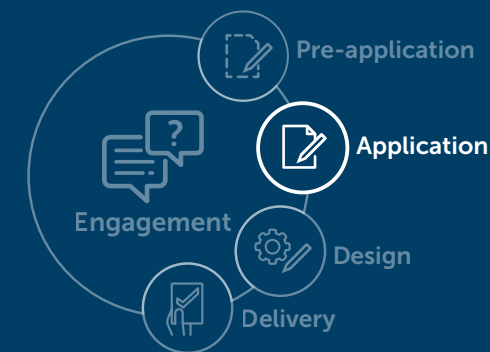 Pre-application
?
Application
Engagement
Design
Delivery